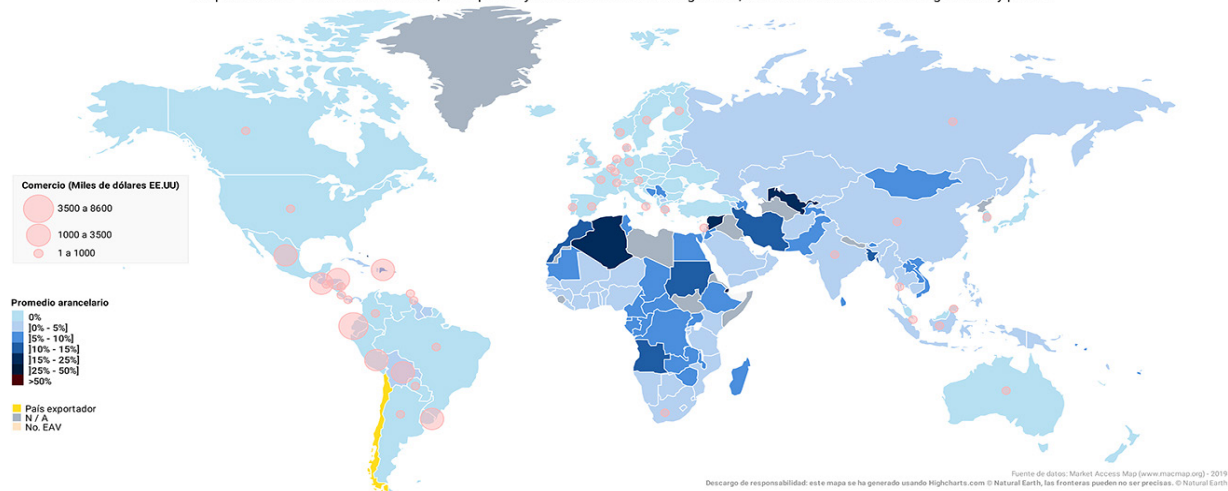 Comercio (Miles de dólares EE.UU)
3500 a 8600
1000 a 3500
1 a 1000
Promedio arancelario
0%
]0% - 5%]
]5% - 10%]
]10% - 15%]
]15% - 25%]
]25% - 50%]
>50%
País exportador
N / A
No. EAV
Fuente de datos: Market Access Map (www.macmap.org) - 2019
Descargo de responsabilidad: este mapa se ha generado usando Highcharts.com © Natural Earth, las fronteras pueden no ser precisas. © Natural Earth